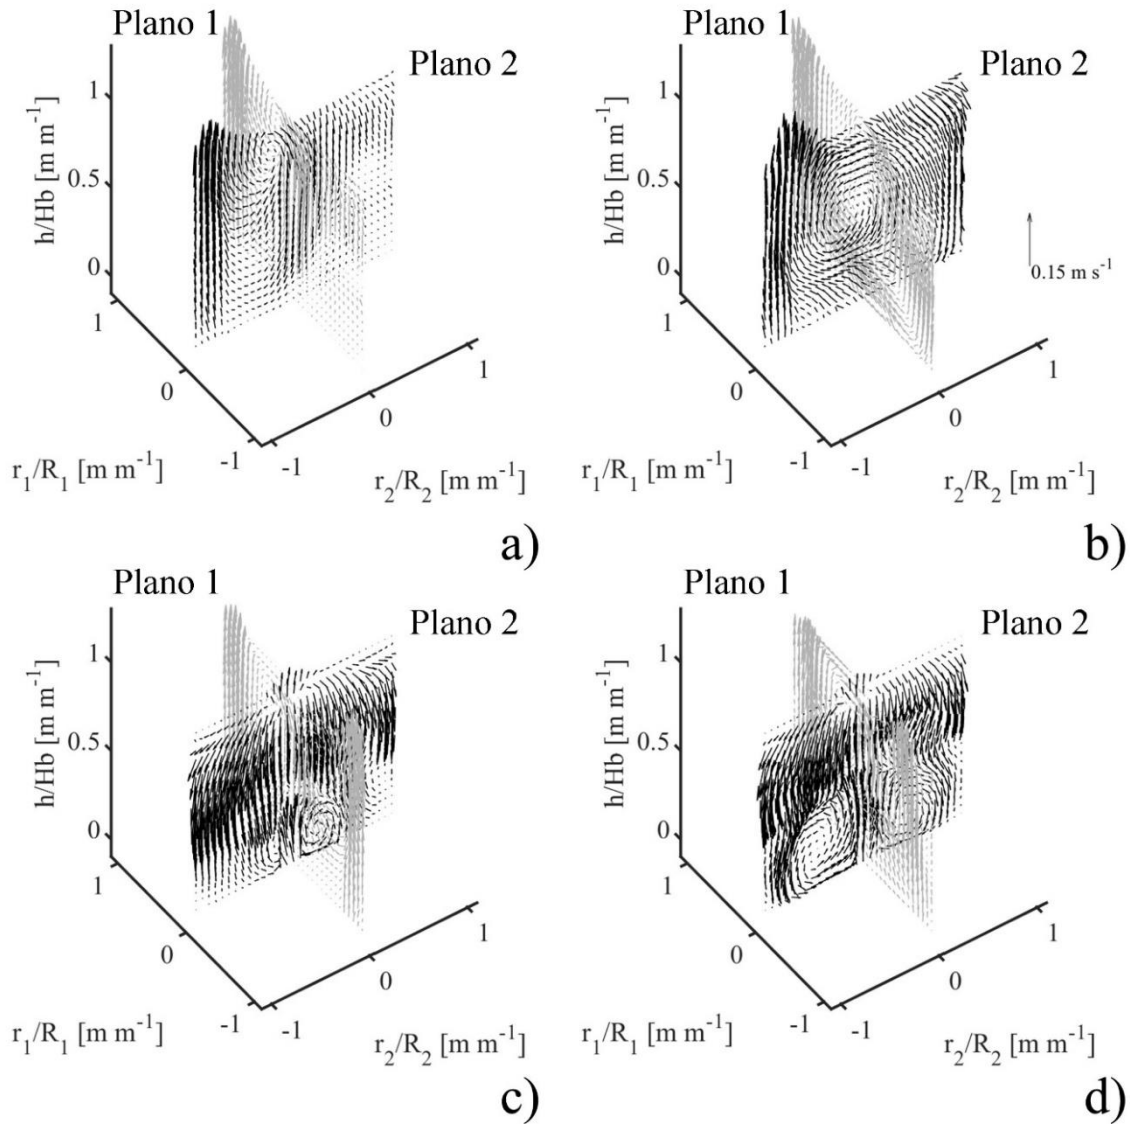 Plano 1
Plano 2
h/Hb [m m⁻¹]
1
0.5
0
1
0
-1
r₁/R₁ [m m⁻¹]
-1
0
1
r₂/R₂ [m m⁻¹]
a)
Plano 1
Plano 2
h/Hb [m m⁻¹]
1
0.5
0
0.15 m s⁻¹
1
0
-1
r₁/R₁ [m m⁻¹]
-1
0
1
r₂/R₂ [m m⁻¹]
b)
Plano 1
Plano 2
h/Hb [m m⁻¹]
1
0.5
0
1
0
-1
r₁/R₁ [m m⁻¹]
-1
0
1
r₂/R₂ [m m⁻¹]
c)
Plano 1
Plano 2
h/Hb [m m⁻¹]
1
0.5
0
1
0
-1
r₁/R₁ [m m⁻¹]
-1
0
1
r₂/R₂ [m m⁻¹]
d)